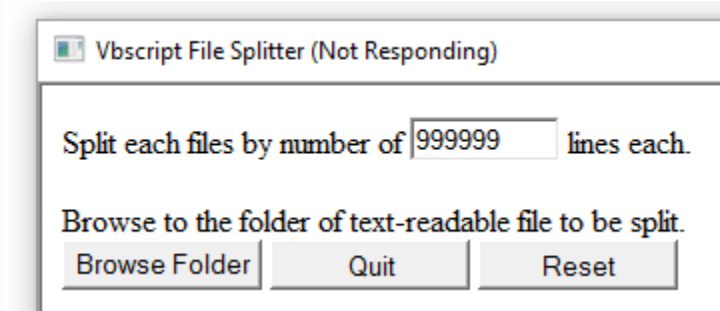 Vbscript File Splitter (Not Responding)
Split each files by number of 999999 lines each.
Browse to the folder of text-readable file to be split.
Browse Folder Quit Reset